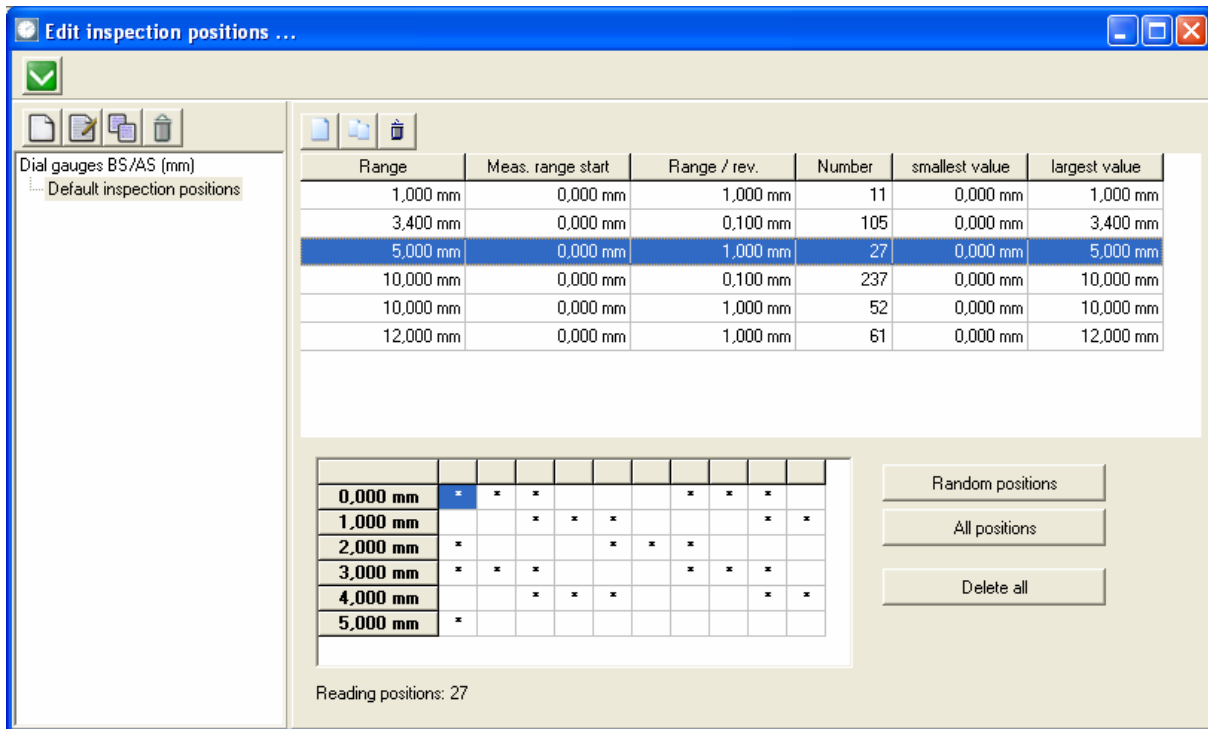 Edit inspection positions ...
Dial gauges BS/AS (mm)
Default inspection positions
Range Meas. range start Range / rev. Number smallest value largest value
1,000 mm 0,000 mm 1,000 mm 11 0,000 mm 1,000 mm
3,400 mm 0,000 mm 0,100 mm 105 0,000 mm 3,400 mm
5,000 mm 0,000 mm 1,000 mm 27 0,000 mm 5,000 mm
10,000 mm 0,000 mm 0,100 mm 237 0,000 mm 10,000 mm
10,000 mm 0,000 mm 1,000 mm 52 0,000 mm 10,000 mm
12,000 mm 0,000 mm 1,000 mm 61 0,000 mm 12,000 mm
0,000 mm * * * * * *
1,000 mm * * * * *
2,000 mm * * * *
3,000 mm * * * * * *
4,000 mm * * * * *
5,000 mm *
Random positions
All positions
Delete all
Reading positions: 27